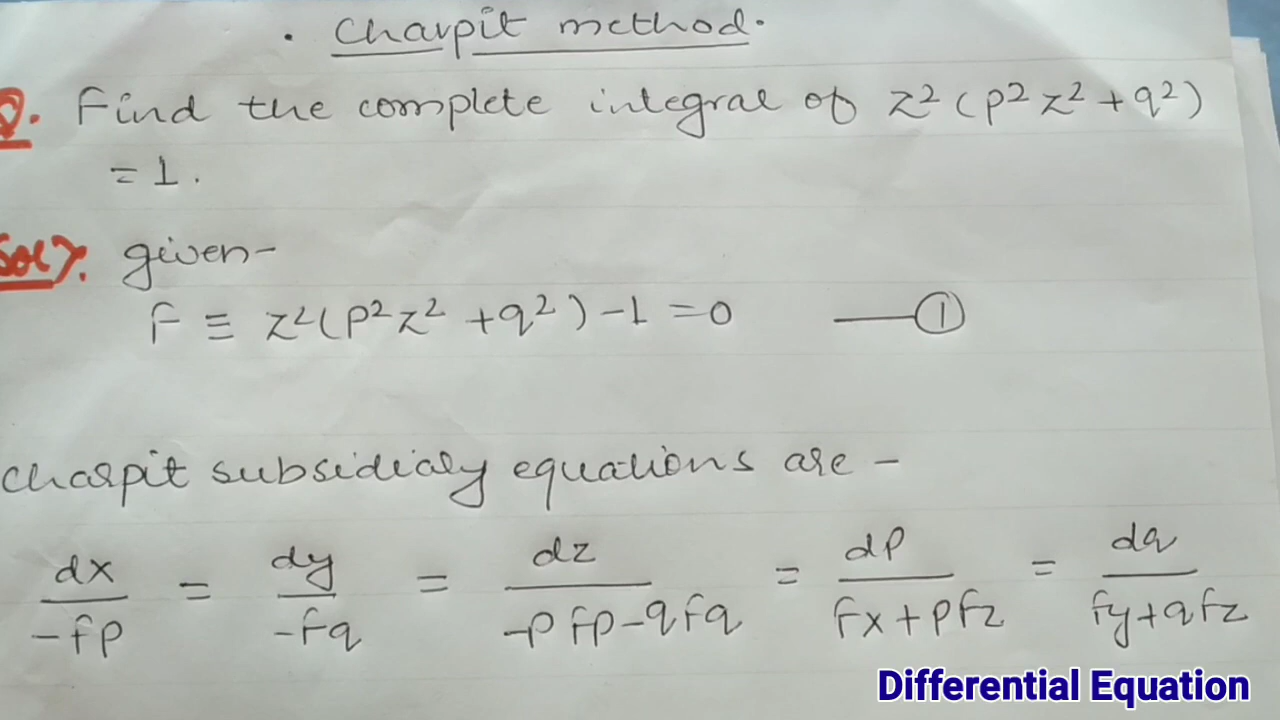 . Charpit method.
Q. Find the complete integral of z²(p²z²+q²)
= 1.
Sol7. given-
F ≡ z²(p²z² + q²) - 1 = 0 —①
Charpit subsidiary equations are -
dx/-fp = dy/-fq = dz/-pfp-qfq = dp/fx+pfz = dq/fy+qfz
Differential Equation